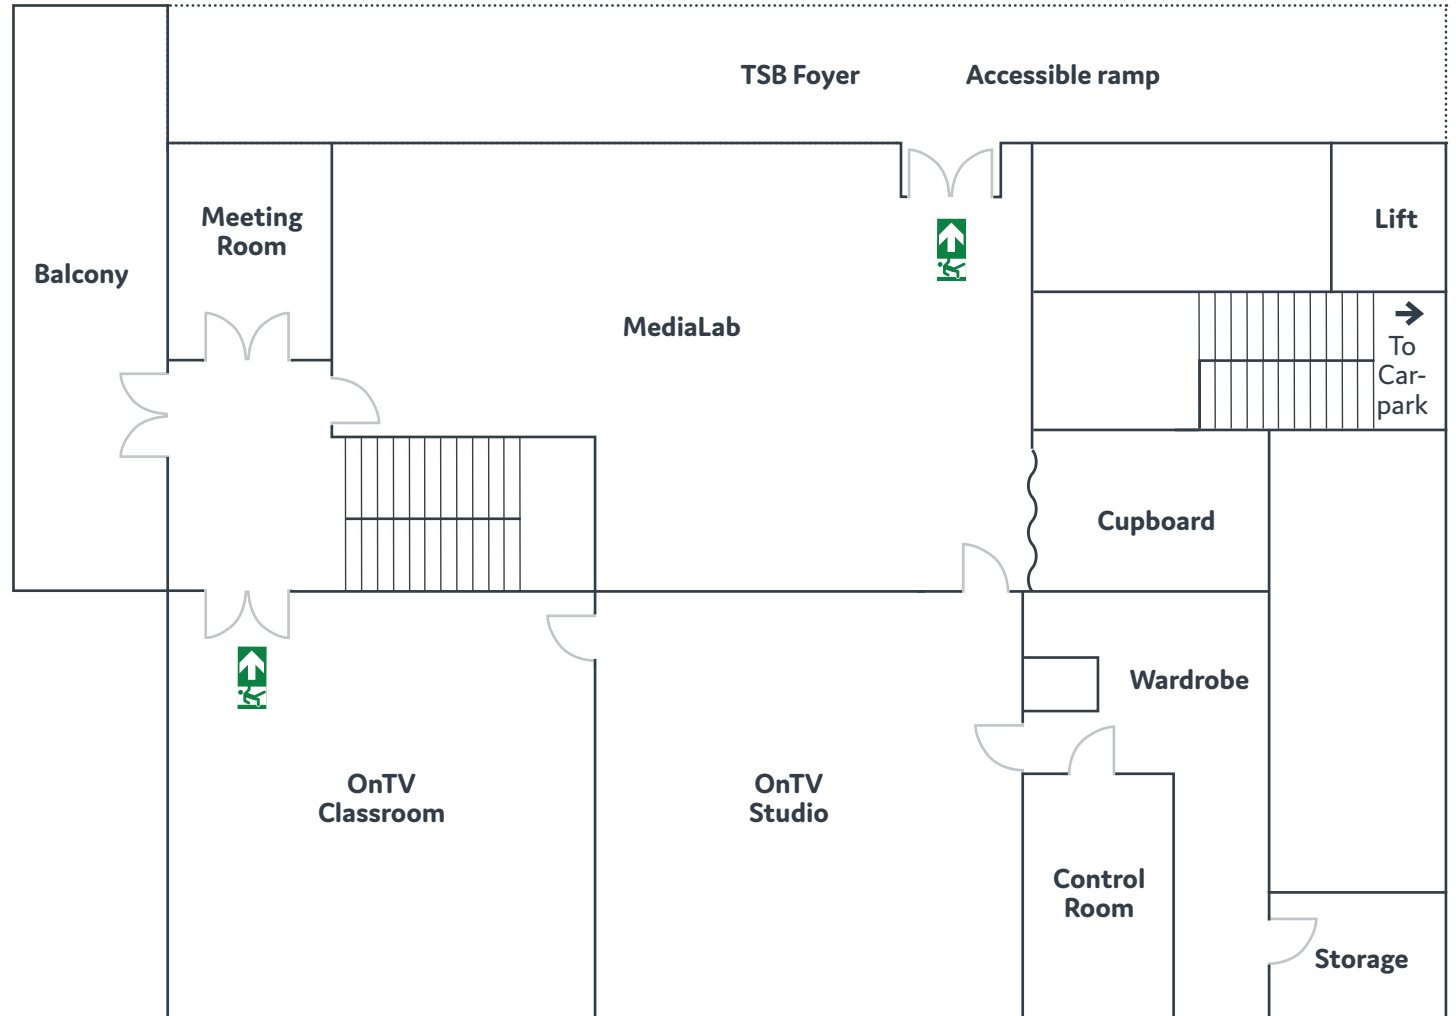 TSB Foyer
Accessible ramp
Meeting
Room
Lift
Balcony
MediaLab
To
Car-
park
Cupboard
Wardrobe
OnTV
Classroom
OnTV
Studio
Control
Room
Storage